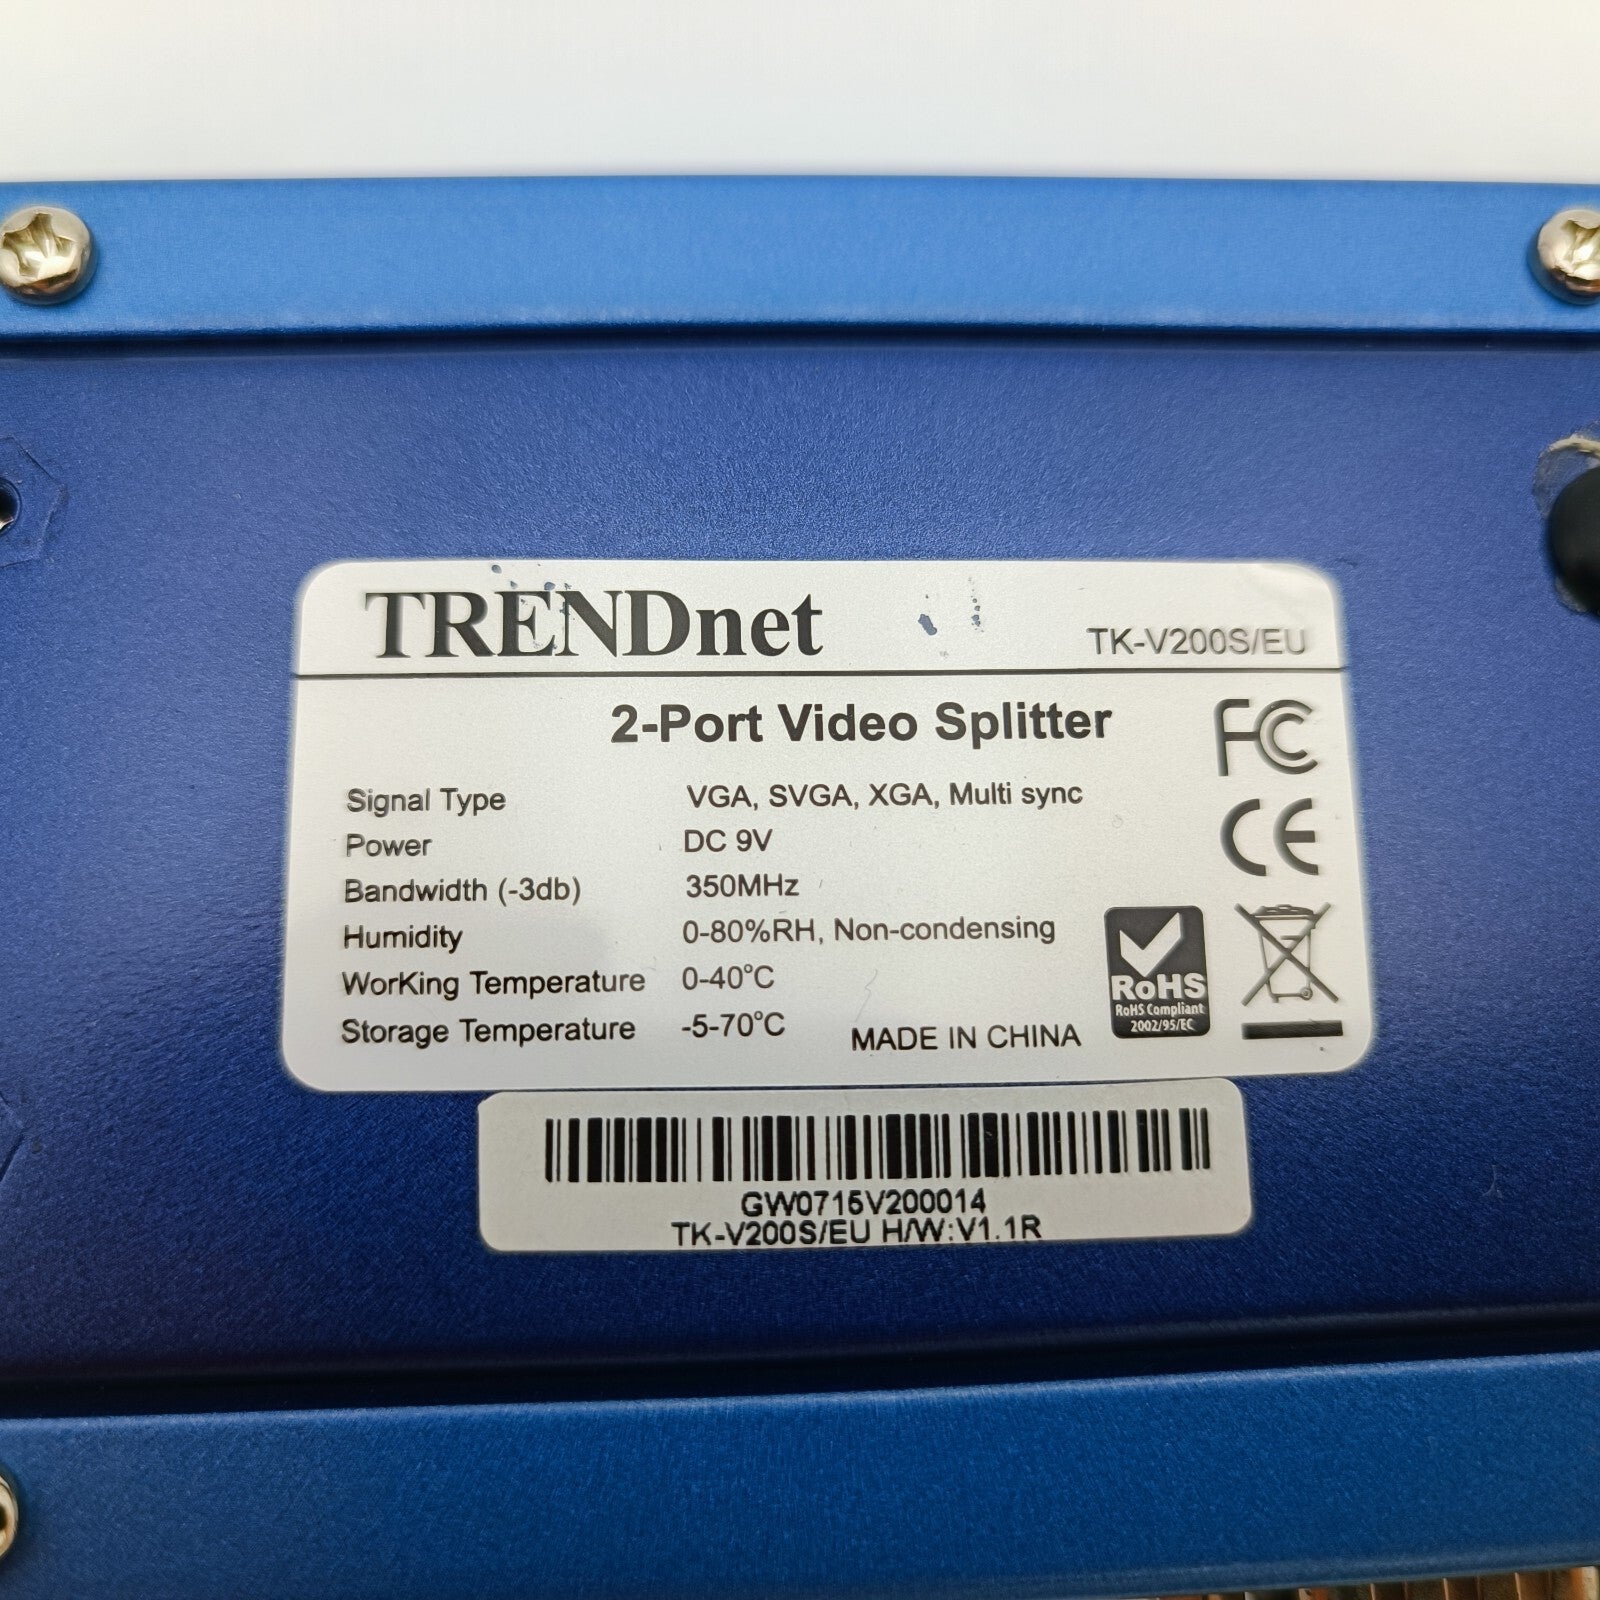 TRENDnet TK-V200S/EU
2-Port Video Splitter
FC
Signal Type VGA, SVGA, XGA, Multi sync
Power DC 9V
CE
Bandwidth (-3db) 350MHz
Humidity 0-80%RH, Non-condensing
WorKing Temperature 0-40°C
Storage Temperature -5-70°C
MADE IN CHINA
RoHS
RoHS Compliant
2002/95/EC
GW0715V200014
TK-V200S/EU H/W:V1.1R